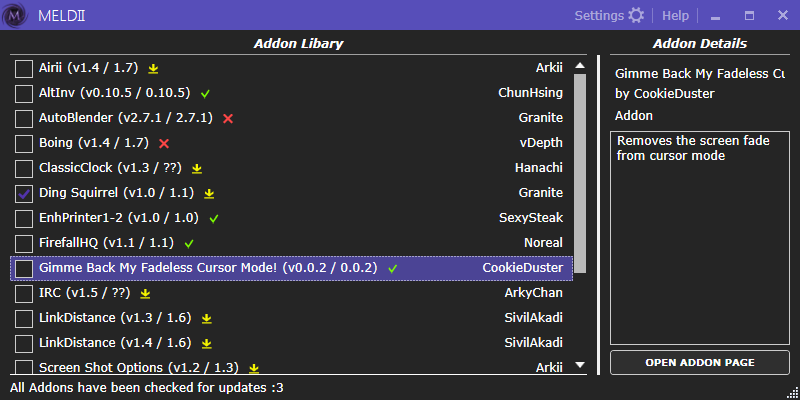 MELDII
Settings | Help |
Addon Libary
Airii (v1.4 / 1.7) Arkii
AltInv (v0.10.5 / 0.10.5) ChunHsing
AutoBlender (v2.7.1 / 2.7.1) Granite
Boing (v1.4 / 1.7) vDepth
ClassicClock (v1.3 / ??) Hanachi
Ding Squirrel (v1.0 / 1.1) Granite
EnhPrinter1-2 (v1.0 / 1.0) SexySteak
FirefallHQ (v1.1 / 1.1) Noreal
Gimme Back My Fadeless Cursor Mode! (v0.0.2 / 0.0.2) CookieDuster
IRC (v1.5 / ??) ArkyChan
LinkDistance (v1.3 / 1.6) SivilAkadi
LinkDistance (v1.4 / 1.6) SivilAkadi
Screen Shot Options (v1.2 / 1.3) Arkii
Addon Details
Gimme Back My Fadeless Cu
by CookieDuster
Addon
Removes the screen fade
from cursor mode
OPEN ADDON PAGE
All Addons have been checked for updates :3